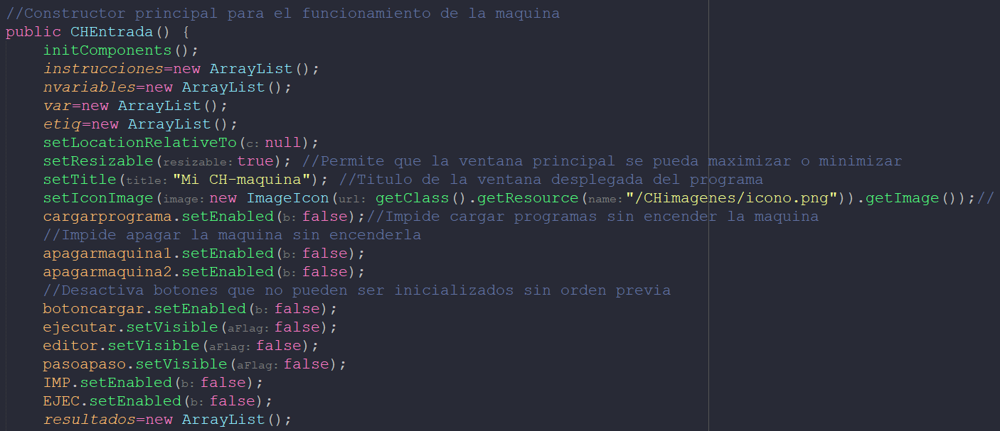 //Constructor principal para el funcionamiento de la maquina
public CHEntrada() {
    initComponents();
    instrucciones=new ArrayList();
    nvariables=new ArrayList();
    var=new ArrayList();
    etiq=new ArrayList();
    setLocationRelativeTo(c: null);
    setResizable(resizable: true); //Permite que la ventana principal se pueda maximizar o minimizar
    setTitle(title: "Mi CH-maquina"); //Titulo de la ventana desplegada del programa
    setIconImage(image: new ImageIcon(url: getClass().getResource(name: "/CHimagenes/icono.png")).getImage());//
    cargarprograma.setEnabled(b: false);//Impide cargar programas sin encender la maquina
    //Impide apagar la maquina sin encenderla
    apagarmaquina1.setEnabled(b: false);
    apagarmaquina2.setEnabled(b: false);
    //Desactiva botones que no pueden ser inicializados sin orden previa
    botoncargar.setEnabled(b: false);
    ejecutar.setVisible(aFlag: false);
    editor.setVisible(aFlag: false);
    pasoapaso.setVisible(aFlag: false);
    IMP.setEnabled(b: false);
    EJEC.setEnabled(b: false);
    resultados=new ArrayList();